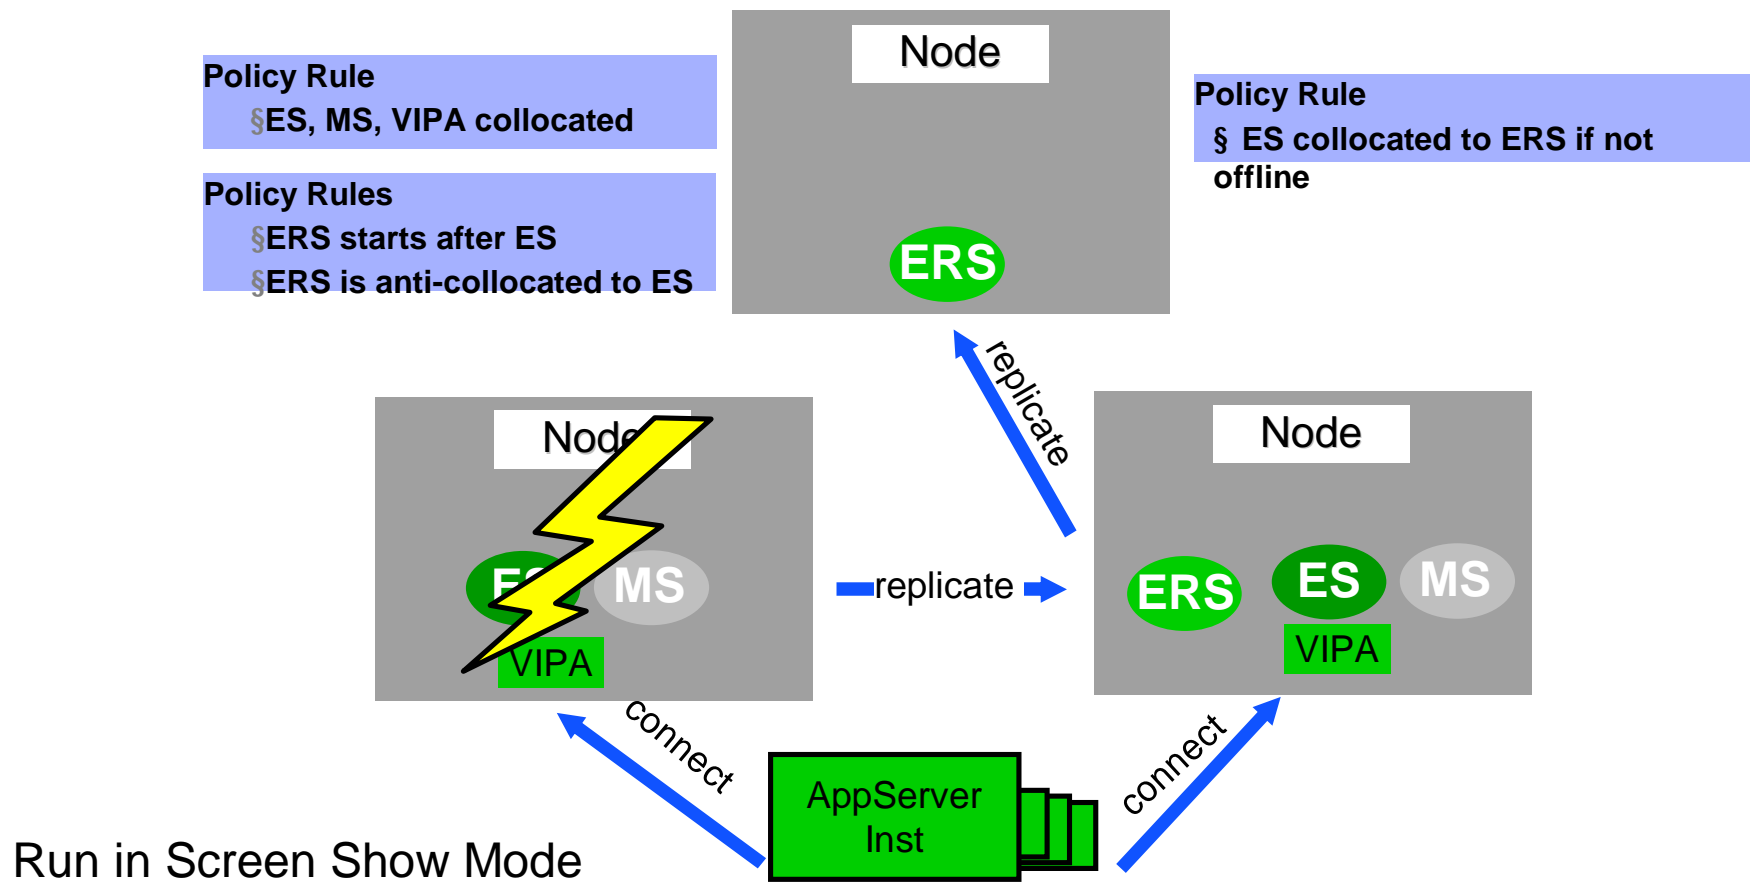 Node
Policy Rule
§ES, MS, VIPA collocated
Policy Rule
§ ES collocated to ERS if not
offline
Policy Rules
§ERS starts after ES
§ERS is anti-collocated to ES
ERS
replicate
Node
Node
ES
MS
VIPA
replicate
ERS
ES
MS
VIPA
connect
connect
AppServer
Inst
Run in Screen Show Mode